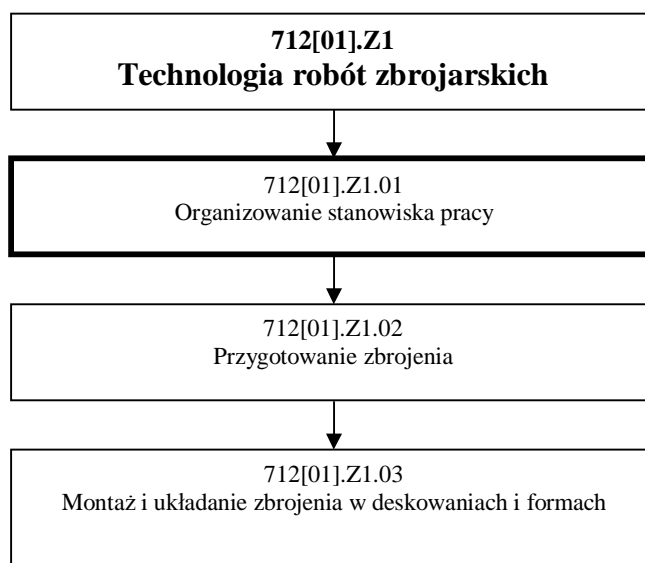 712[01].Z1
Technologia robót zbrojarskich
712[01].Z1.01
Organizowanie stanowiska pracy
712[01].Z1.02
Przygotowanie zbrojenia
712[01].Z1.03
Montaż i układanie zbrojenia w deskowaniach i formach